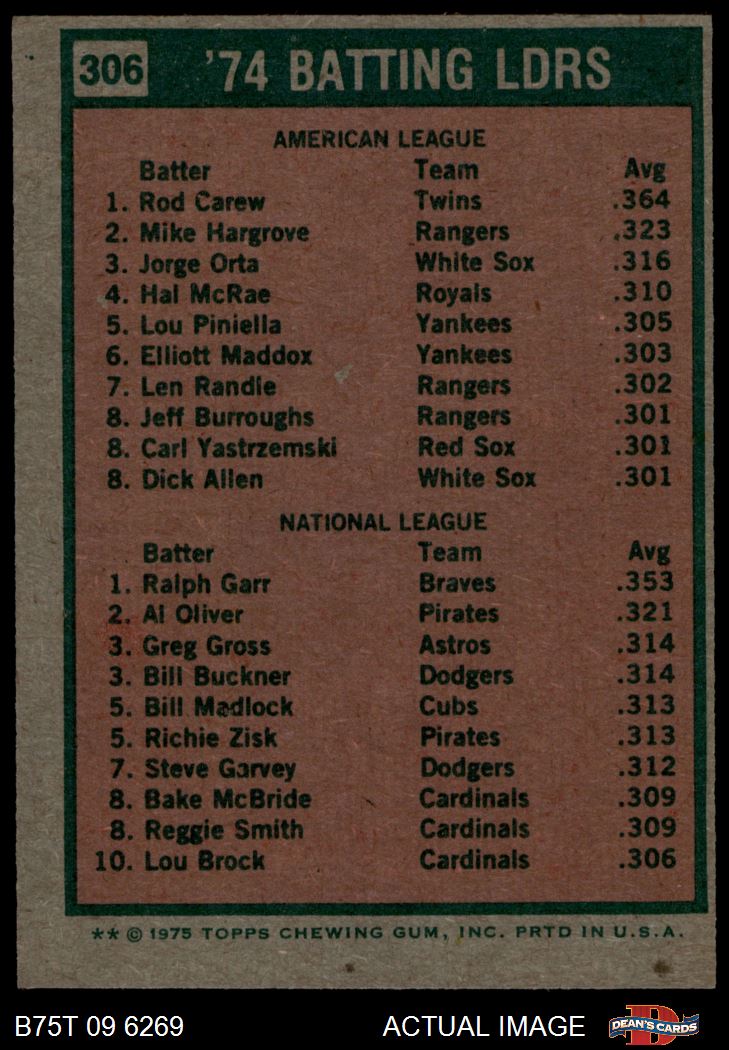 306 '74 BATTING LDRS
AMERICAN LEAGUE
Batter Team Avg
1. Rod Carew Twins .364
2. Mike Hargrove Rangers .323
3. Jorge Orta White Sox .316
4. Hal McRae Royals .310
5. Lou Piniella Yankees .305
6. Elliott Maddox Yankees .303
7. Len Randle Rangers .302
8. Jeff Burroughs Rangers .301
8. Carl Yastrzemski Red Sox .301
8. Dick Allen White Sox .301
NATIONAL LEAGUE
Batter Team Avg
1. Ralph Garr Braves .353
2. Al Oliver Pirates .321
3. Greg Gross Astros .314
3. Bill Buckner Dodgers .314
5. Bill Madlock Cubs .313
5. Richie Zisk Pirates .313
7. Steve Garvey Dodgers .312
8. Bake McBride Cardinals .309
8. Reggie Smith Cardinals .309
10. Lou Brock Cardinals .306
** © 1975 TOPPS CHEWING GUM, INC. PRTD IN U.S.A.
B75T 09 6269 ACTUAL IMAGE D DEAN'S CARDS